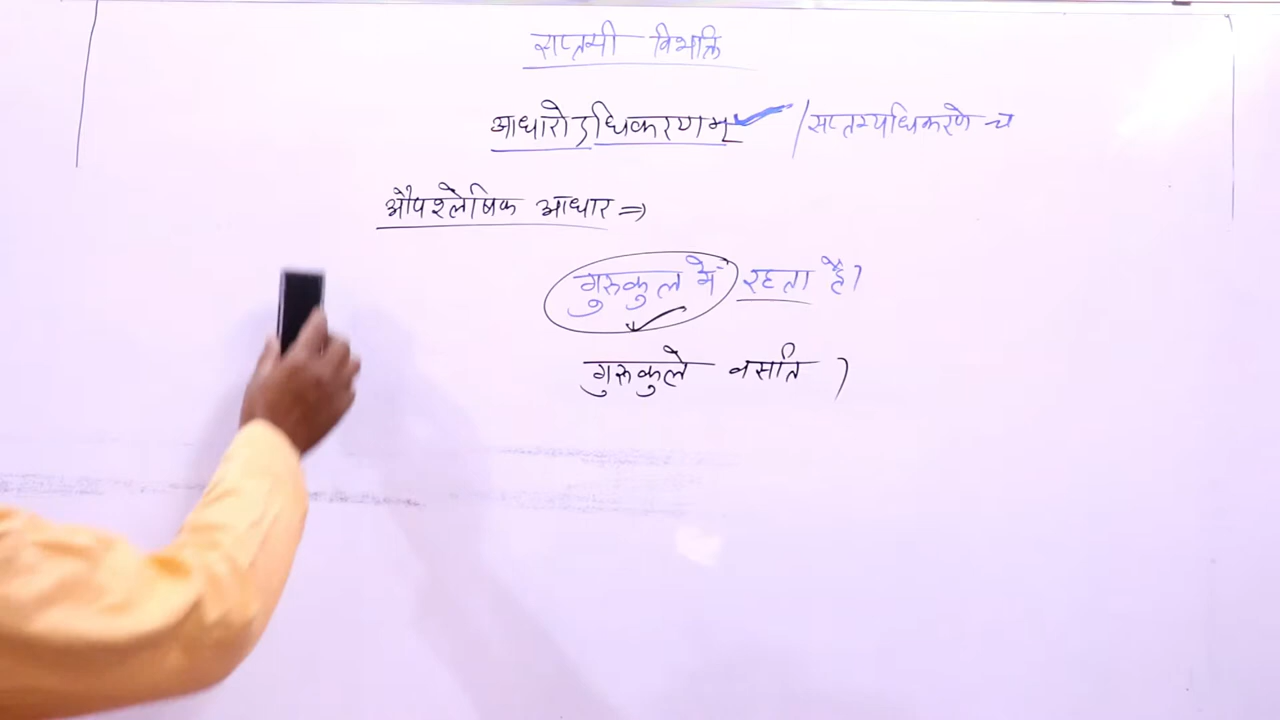 सप्तमी विभक्ति
आधारोऽधिकरणम् / सप्तम्यधिकरणे च
औपश्लेषिक आधार ⇒
गुरुकुल में रहता है।
गुरुकुले वसति ।